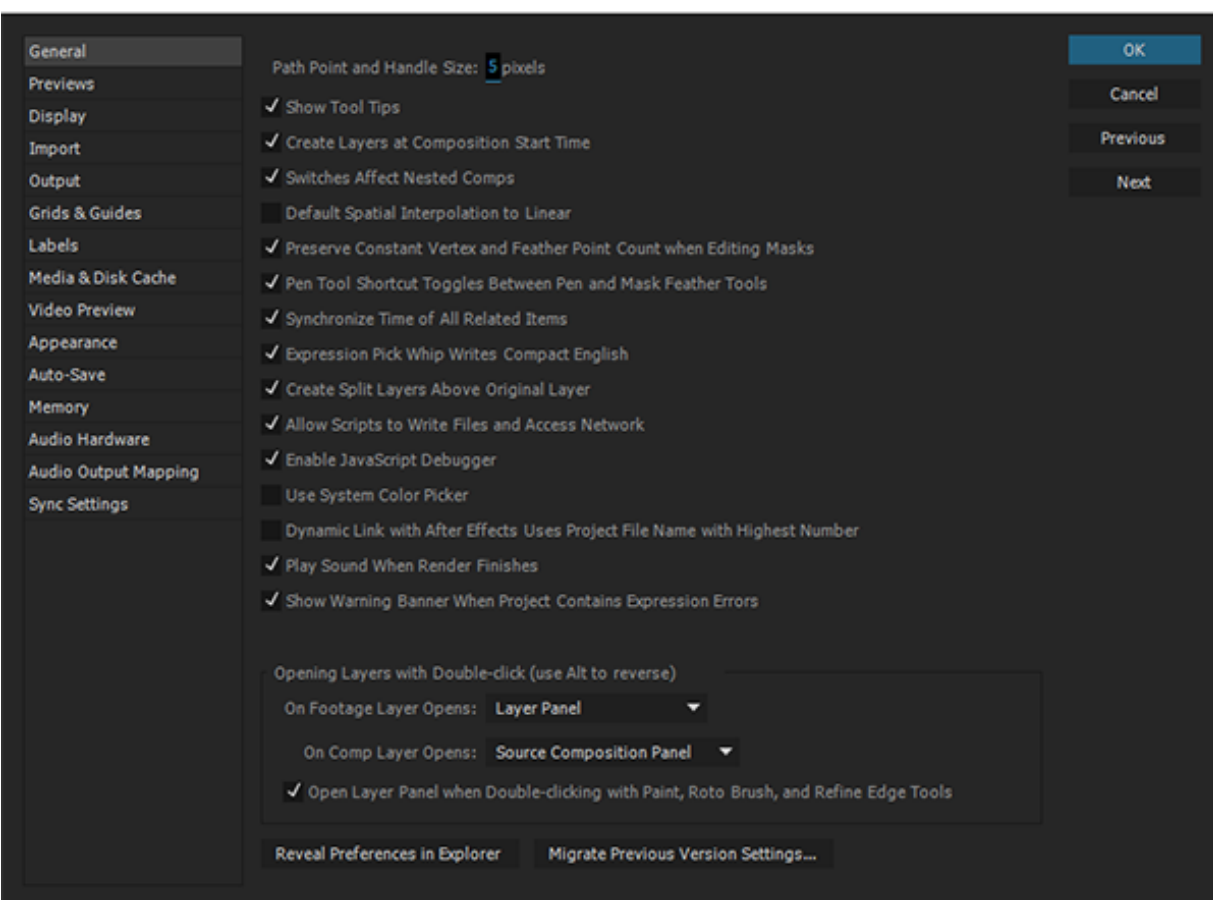 General
Previews
Display
Import
Output
Grids & Guides
Labels
Media & Disk Cache
Video Preview
Appearance
Auto-Save
Memory
Audio Hardware
Audio Output Mapping
Sync Settings
Path Point and Handle Size: 5 pixels
Show Tool Tips
Create Layers at Composition Start Time
Switches Affect Nested Comps
Default Spatial Interpolation to Linear
Preserve Constant Vertex and Feather Point Count when Editing Masks
Pen Tool Shortcut Toggles Between Pen and Mask Feather Tools
Synchronize Time of All Related Items
Expression Pick Whip Writes Compact English
Create Split Layers Above Original Layer
Allow Scripts to Write Files and Access Network
Enable JavaScript Debugger
Use System Color Picker
Dynamic Link with After Effects Uses Project File Name with Highest Number
Play Sound When Render Finishes
Show Warning Banner When Project Contains Expression Errors
Opening Layers with Double-click (use Alt to reverse)
On Footage Layer Opens: Layer Panel
On Comp Layer Opens: Source Composition Panel
Open Layer Panel when Double-clicking with Paint, Roto Brush, and Refine Edge Tools
Reveal Preferences in Explorer
Migrate Previous Version Settings...
OK
Cancel
Previous
Next